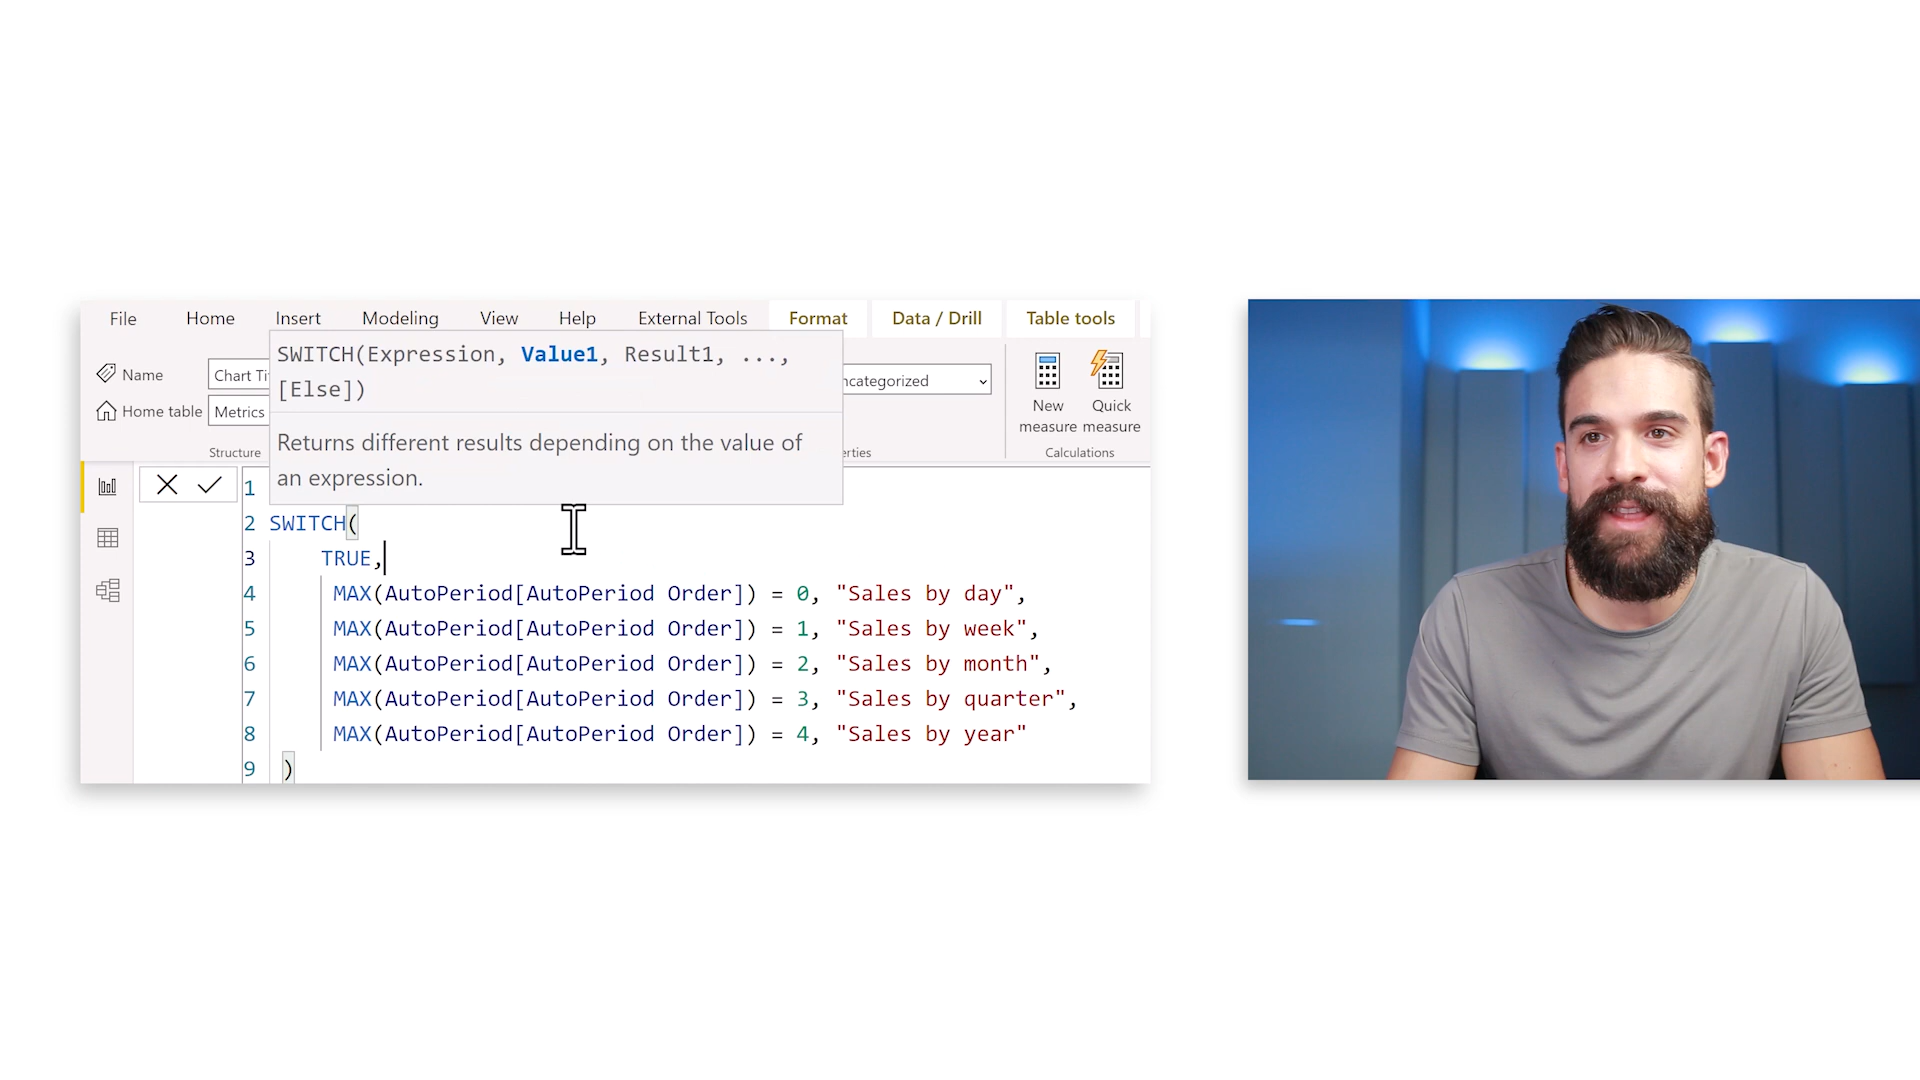 File Home Insert Modeling View Help External Tools Format Data / Drill Table tools
SWITCH(Expression, Value1, Result1, ...,
[Else])
Returns different results depending on the value of
an expression.
Name Chart Ti
Home table Metrics
Structure
ncategorized
erties
New
measure
Quick
measure
Calculations
1
2 SWITCH(
3 TRUE,
4 MAX(AutoPeriod[AutoPeriod Order]) = 0, "Sales by day",
5 MAX(AutoPeriod[AutoPeriod Order]) = 1, "Sales by week",
6 MAX(AutoPeriod[AutoPeriod Order]) = 2, "Sales by month",
7 MAX(AutoPeriod[AutoPeriod Order]) = 3, "Sales by quarter",
8 MAX(AutoPeriod[AutoPeriod Order]) = 4, "Sales by year"
9 )